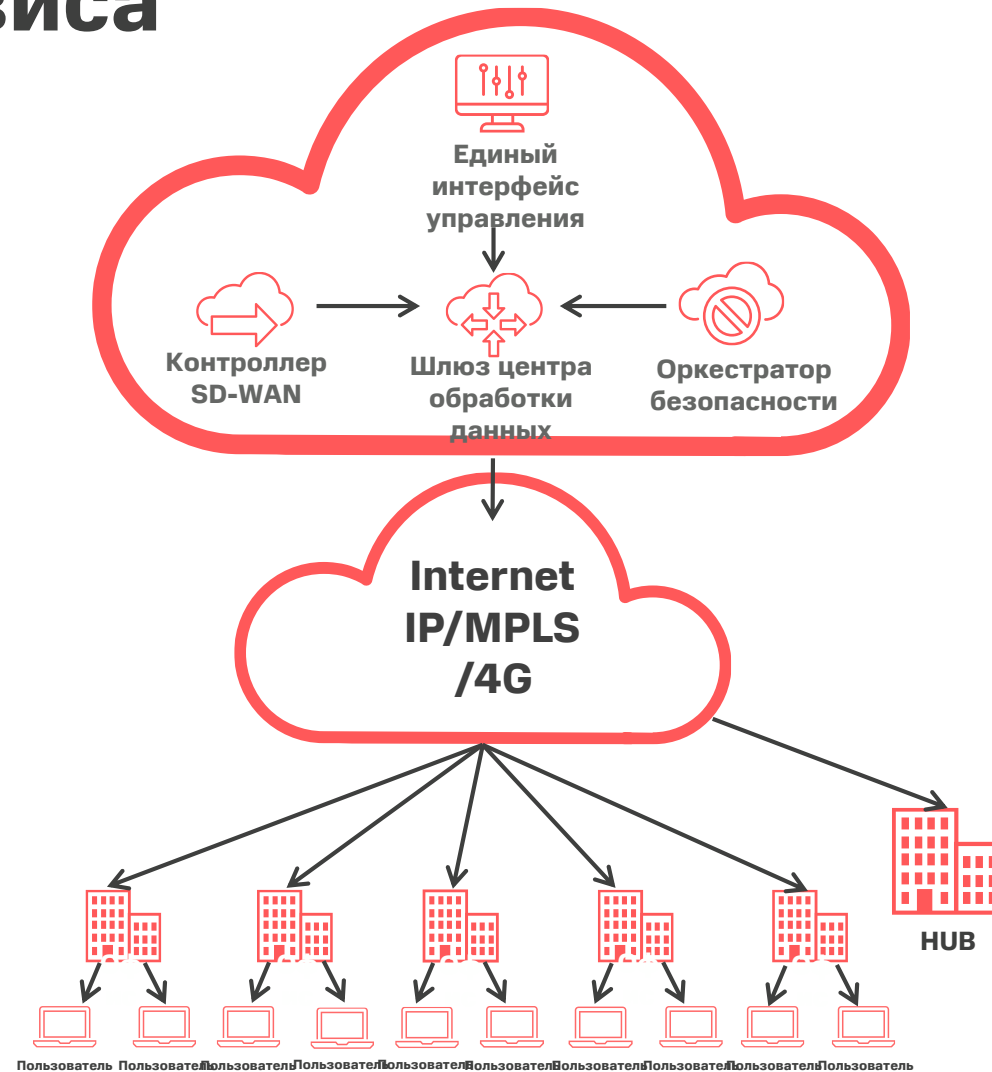 виса
Единый
интерфейс
управления
Контроллер
SD-WAN
Шлюз центра
обработки
данных
Оркестратор
безопасности
Internet
IP/MPLS
/4G
HUB
Пользователь Пользователь Пользователь Пользователь Пользователь Пользователь Пользователь Пользователь Пользователь Пользователь